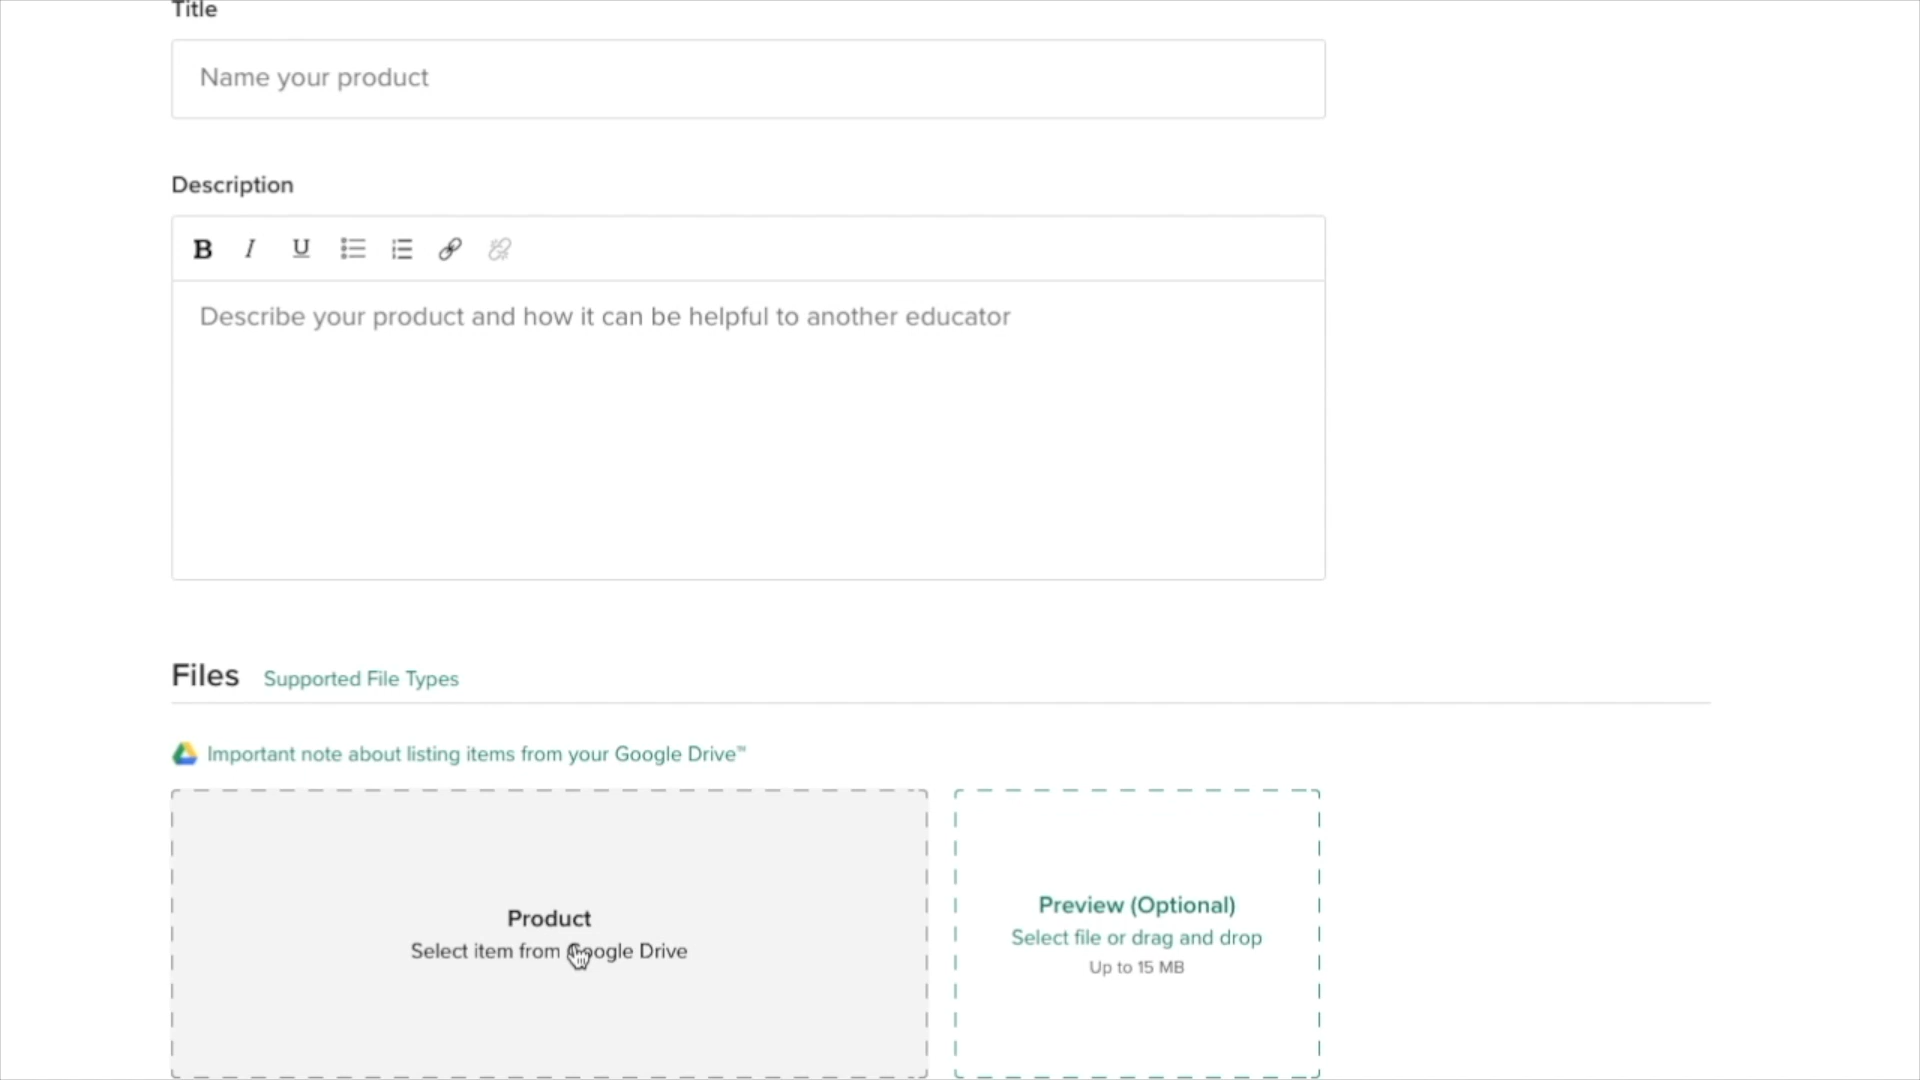 Title
Name your product
Description
B I U
Describe your product and how it can be helpful to another educator
Files Supported File Types
Important note about listing items from your Google Drive™
Product
Select item from Google Drive
Preview (Optional)
Select file or drag and drop
Up to 15 MB